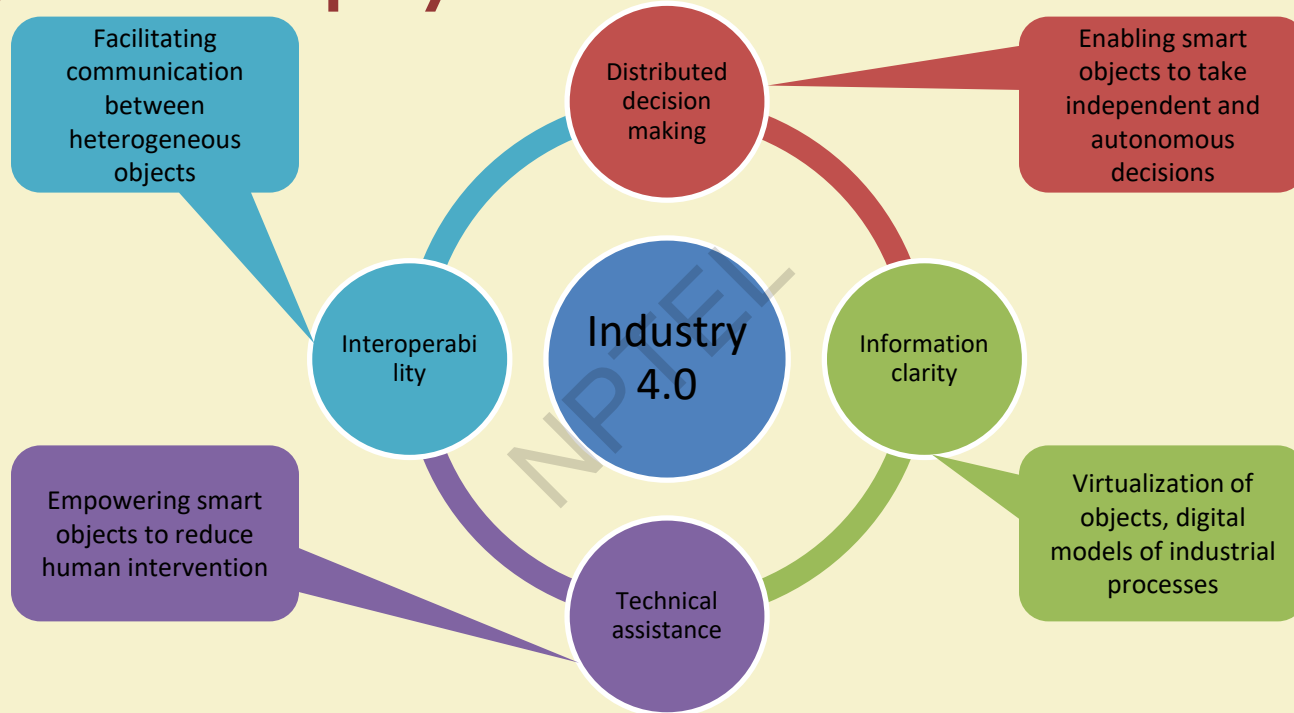 Facilitating
communication
between
heterogeneous
objects
Distributed
decision
making
Enabling smart
objects to take
independent and
autonomous
decisions
Interoperabi
lity
Industry
4.0
Information
clarity
NPTEL
Empowering smart
objects to reduce
human intervention
Technical
assistance
Virtualization of
objects, digital
models of industrial
processes